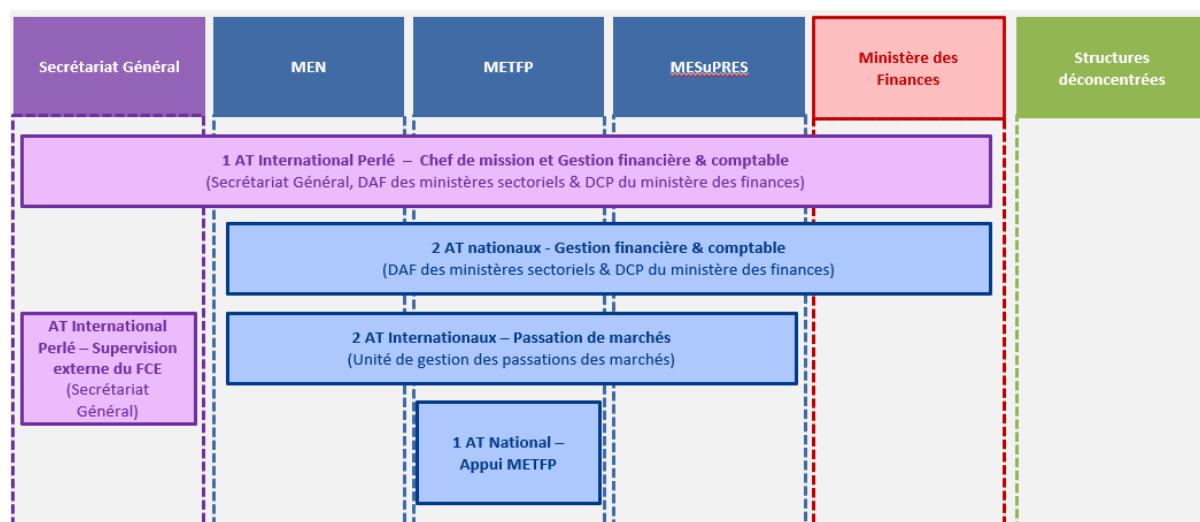 Secrétariat Général
MEN
METFP
MESuPRES
Ministère des
Finances
Structures
déconcentrées
1 AT International Perlé – Chef de mission et Gestion financière & comptable
(Secrétariat Général, DAF des ministères sectoriels & DCP du ministère des finances)
2 AT nationaux - Gestion financière & comptable
(DAF des ministères sectoriels & DCP du ministère des finances)
AT International
Perlé – Supervision
externe du FCE
(Secrétariat
Général)
2 AT Internationaux – Passation de marchés
(Unité de gestion des passations des marchés)
1 AT National –
Appui METFP